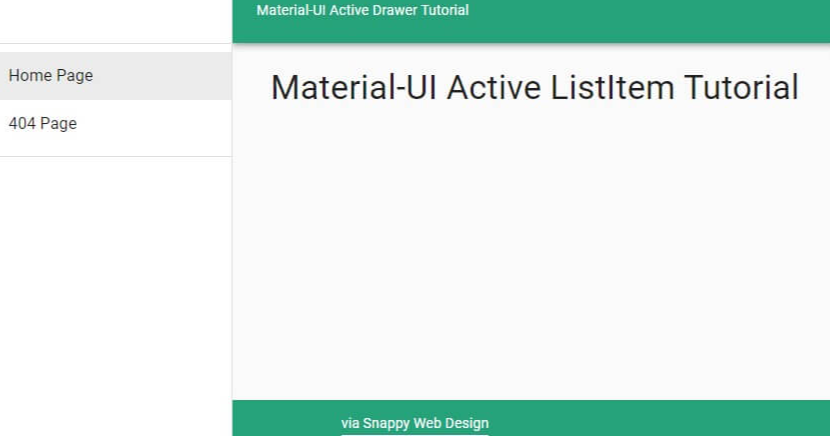 Material-UI Active Drawer Tutorial
Home Page
404 Page
Material-UI Active ListItem Tutorial
via Snappy Web Design